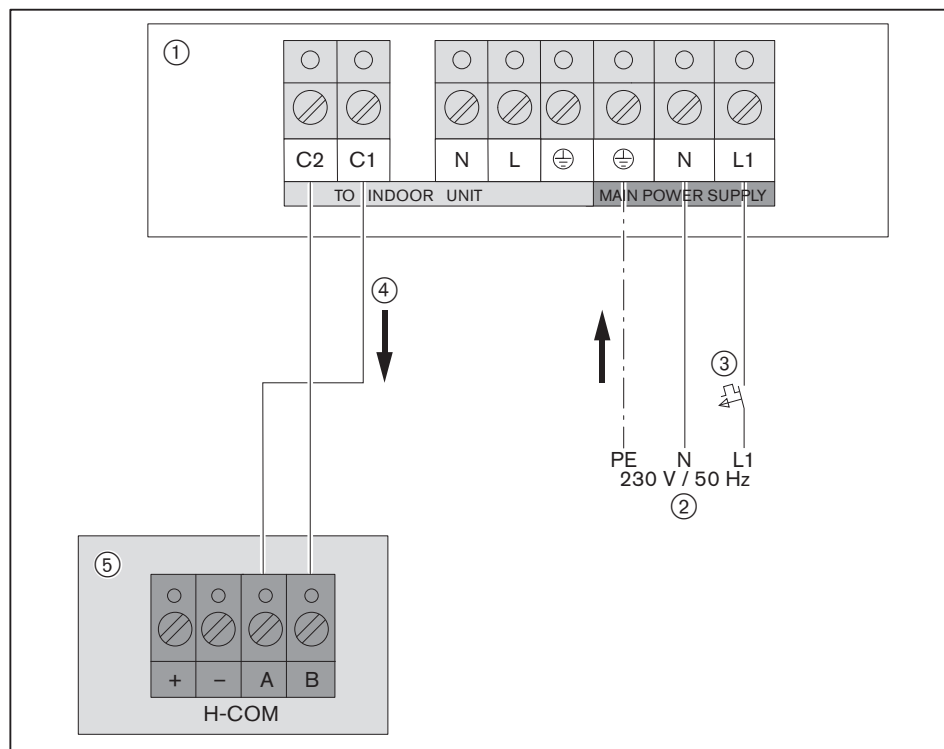 ①
C2 C1 N L N L1
TO INDOOR UNIT MAIN POWER SUPPLY
④
③
PE N L1
230 V / 50 Hz
②
⑤
+ – A B
H-COM